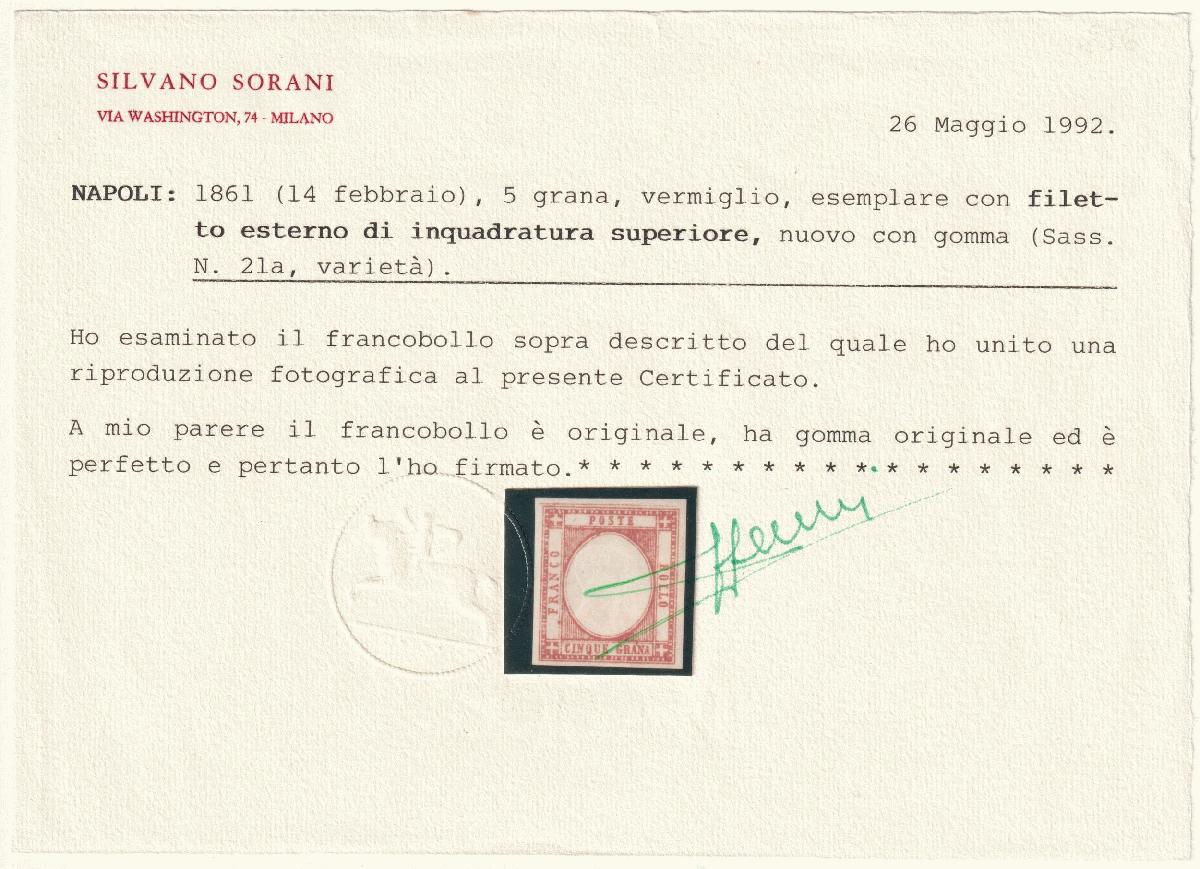 SILVANO SORANI
VIA WASHINGTON, 74 - MILANO
26 Maggio 1992.
NAPOLI: 1861 (14 febbraio), 5 grana, vermiglio, esemplare con filet-
to esterno di inquadratura superiore, nuovo con gomma (Sass.
N. 21a, varietà).
Ho esaminato il francobollo sopra descritto del quale ho unito una
riproduzione fotografica al presente Certificato.
A mio parere il francobollo è originale, ha gomma originale ed è
perfetto e pertanto l'ho firmato.* * * * * * * * * * * * * * * * * *
POSTE
FRANCO
BOLLO
CINQUE GRANA